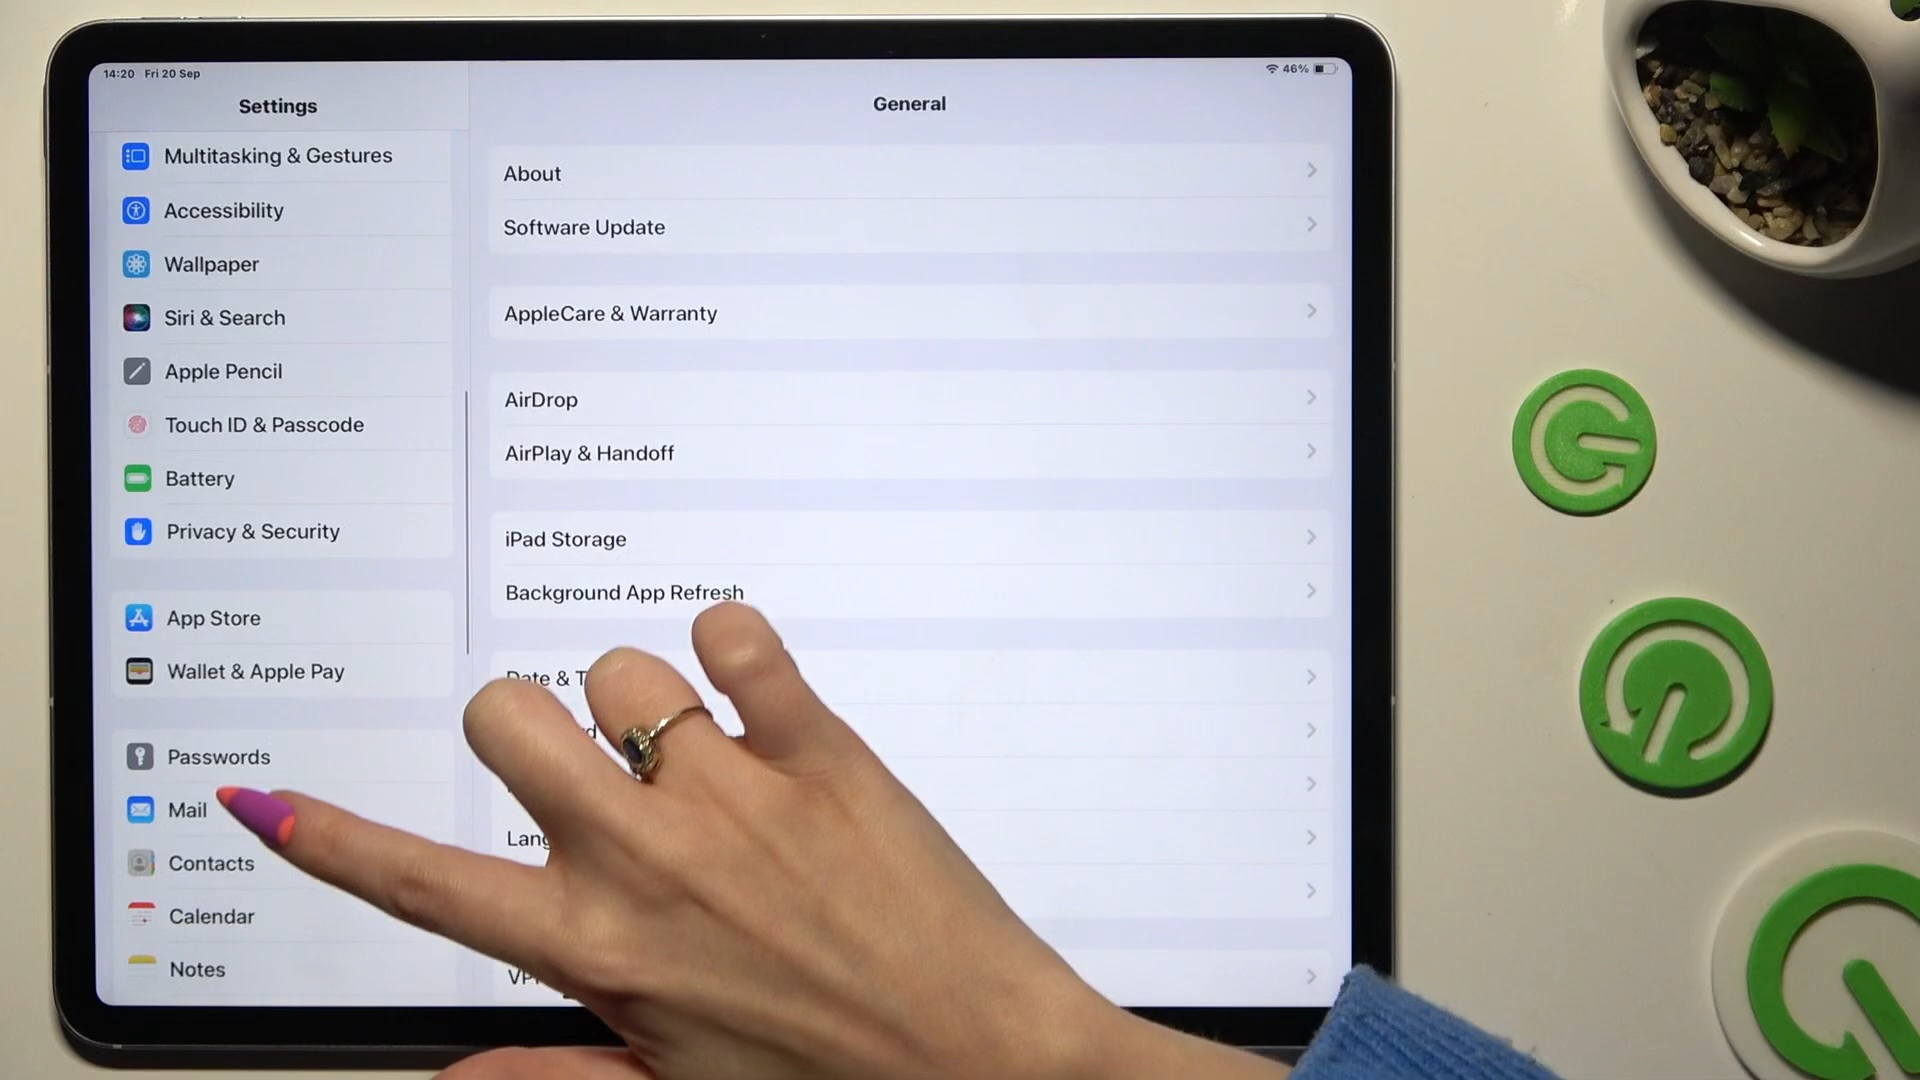 14:20 Fri 20 Sep
46%
Settings
Multitasking & Gestures
Accessibility
Wallpaper
Siri & Search
Apple Pencil
Touch ID & Passcode
Battery
Privacy & Security
App Store
Wallet & Apple Pay
Passwords
Mail
Contacts
Calendar
Notes
General
About
Software Update
AppleCare & Warranty
AirDrop
AirPlay & Handoff
iPad Storage
Background App Refresh
Date &